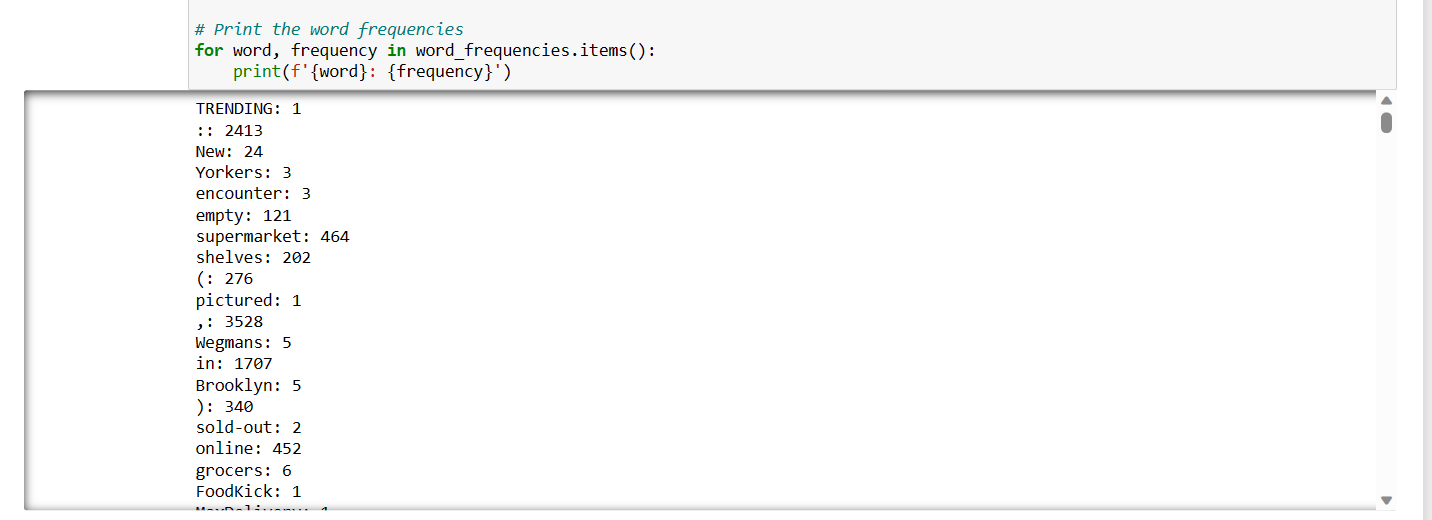 # Print the word frequencies
for word, frequency in word_frequencies.items():
    print(f'{word}: {frequency}')
TRENDING: 1
:: 2413
New: 24
Yorkers: 3
encounter: 3
empty: 121
supermarket: 464
shelves: 202
(: 276
pictured: 1
,: 3528
Wegmans: 5
in: 1707
Brooklyn: 5
): 340
sold-out: 2
online: 452
grocers: 6
FoodKick: 1